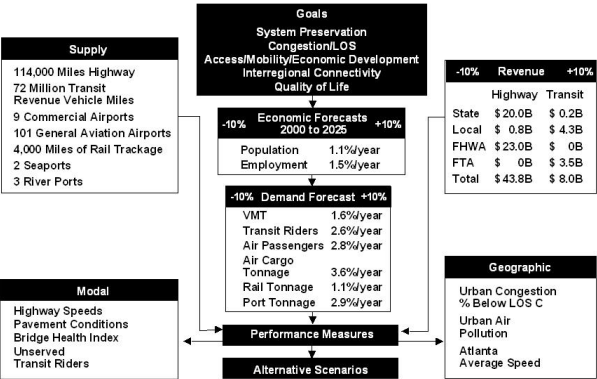 Goals
System Preservation
Congestion/LOS
Access/Mobility/Economic Development
Interregional Connectivity
Quality of Life
Supply
114,000 Miles Highway
72 Million Transit
Revenue Vehicle Miles
9 Commercial Airports
101 General Aviation Airports
4,000 Miles of Rail Trackage
2 Seaports
3 River Ports
-10% Economic Forecasts +10%
2000 to 2025
Population 1.1%/year
Employment 1.5%/year
-10% Revenue +10%
Highway Transit
State $ 20.0B $ 0.2B
Local $ 0.8B $ 4.3B
FHWA $ 23.0B $ 0B
FTA $ 0B $ 3.5B
Total $ 43.8B $ 8.0B
-10% Demand Forecast +10%
VMT 1.6%/year
Transit Riders 2.6%/year
Air Passengers 2.8%/year
Air Cargo
Tonnage 3.6%/year
Rail Tonnage 1.1%/year
Port Tonnage 2.9%/year
Modal
Highway Speeds
Pavement Conditions
Bridge Health Index
Unserved
Transit Riders
Geographic
Urban Congestion
% Below LOS C
Urban Air
Pollution
Atlanta
Average Speed
Performance Measures
Alternative Scenarios